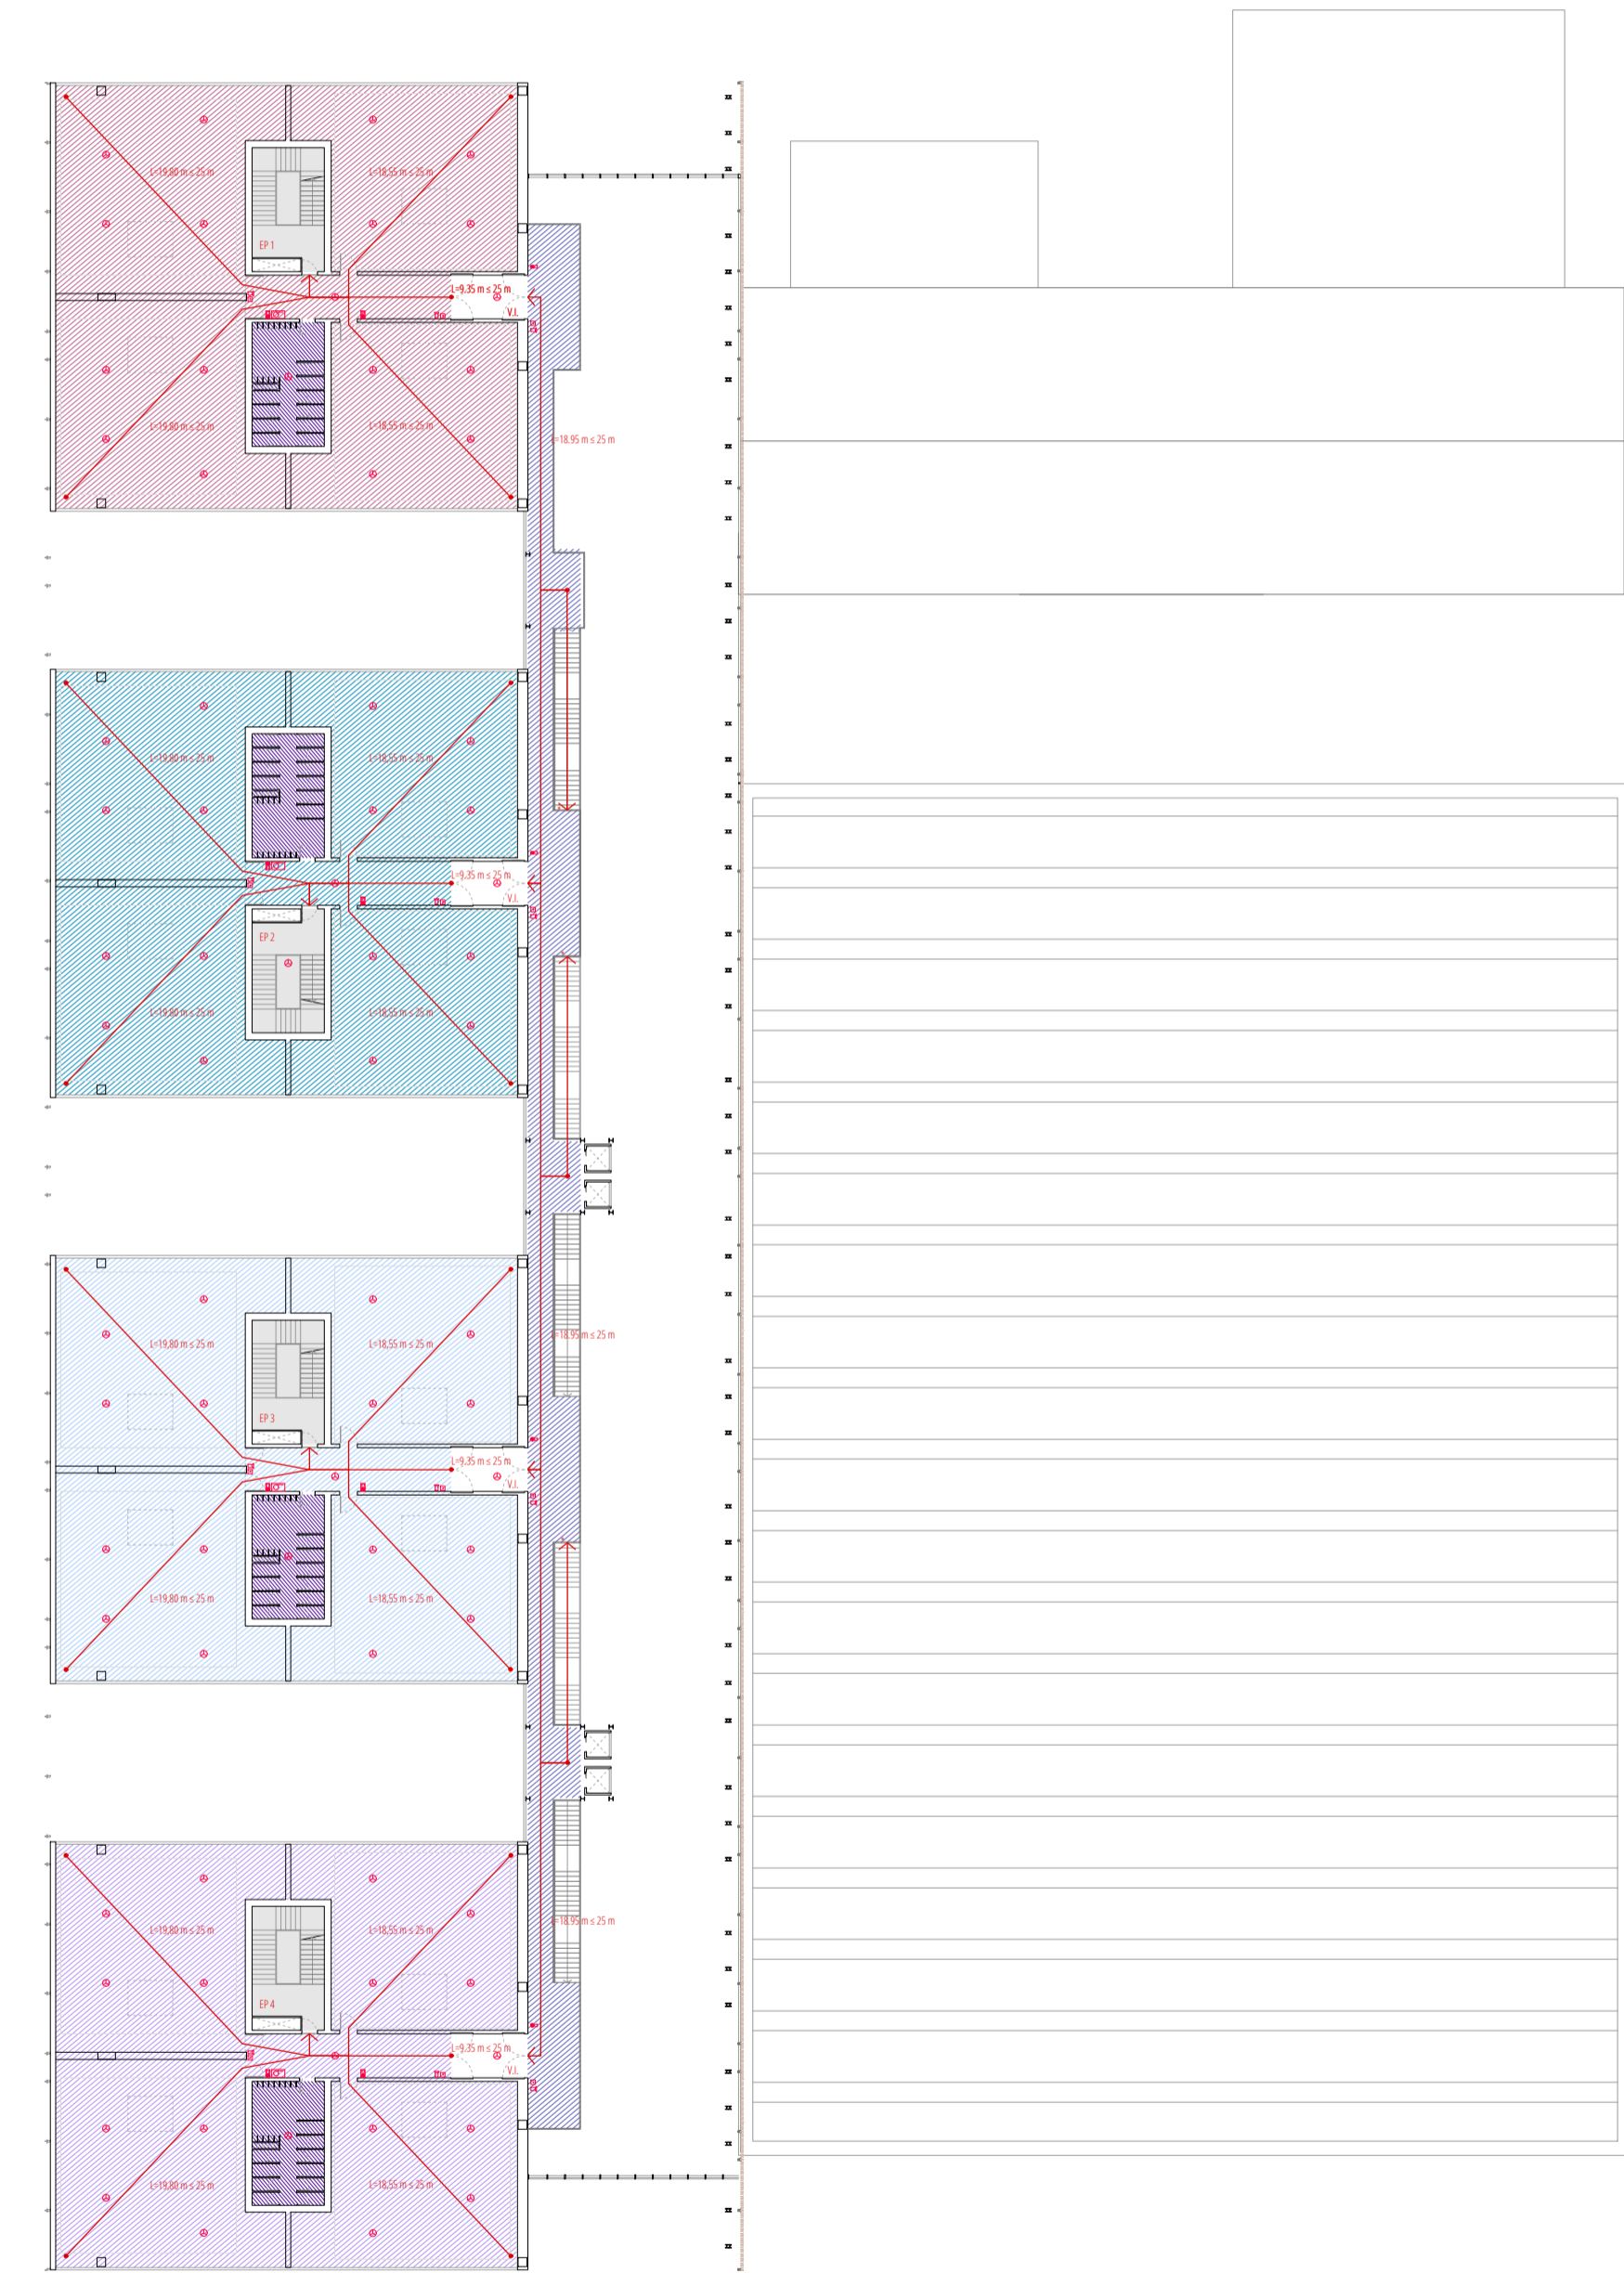 L=19,80 m ≤ 25 m
L=18,55 m ≤ 25 m
EP 1
L=9.35 m ≤ 25 m
V.I.
L=19,80 m ≤ 25 m
L=18,55 m ≤ 25 m
L=18.95 m ≤ 25 m
L=19,80 m ≤ 25 m
L=18,55 m ≤ 25 m
L=9,35 m ≤ 25 m
V.I.
EP 2
L=19,80 m ≤ 25 m
L=18,55 m ≤ 25 m
L=18.95 m ≤ 25 m
L=19,80 m ≤ 25 m
L=18,55 m ≤ 25 m
EP 3
L=9,35 m ≤ 25 m
V.I.
L=19,80 m ≤ 25 m
L=18,55 m ≤ 25 m
L=18.95 m ≤ 25 m
L=19,80 m ≤ 25 m
L=18,55 m ≤ 25 m
EP 4
L=9,35 m ≤ 25 m
V.I.
L=19,80 m ≤ 25 m
L=18,55 m ≤ 25 m